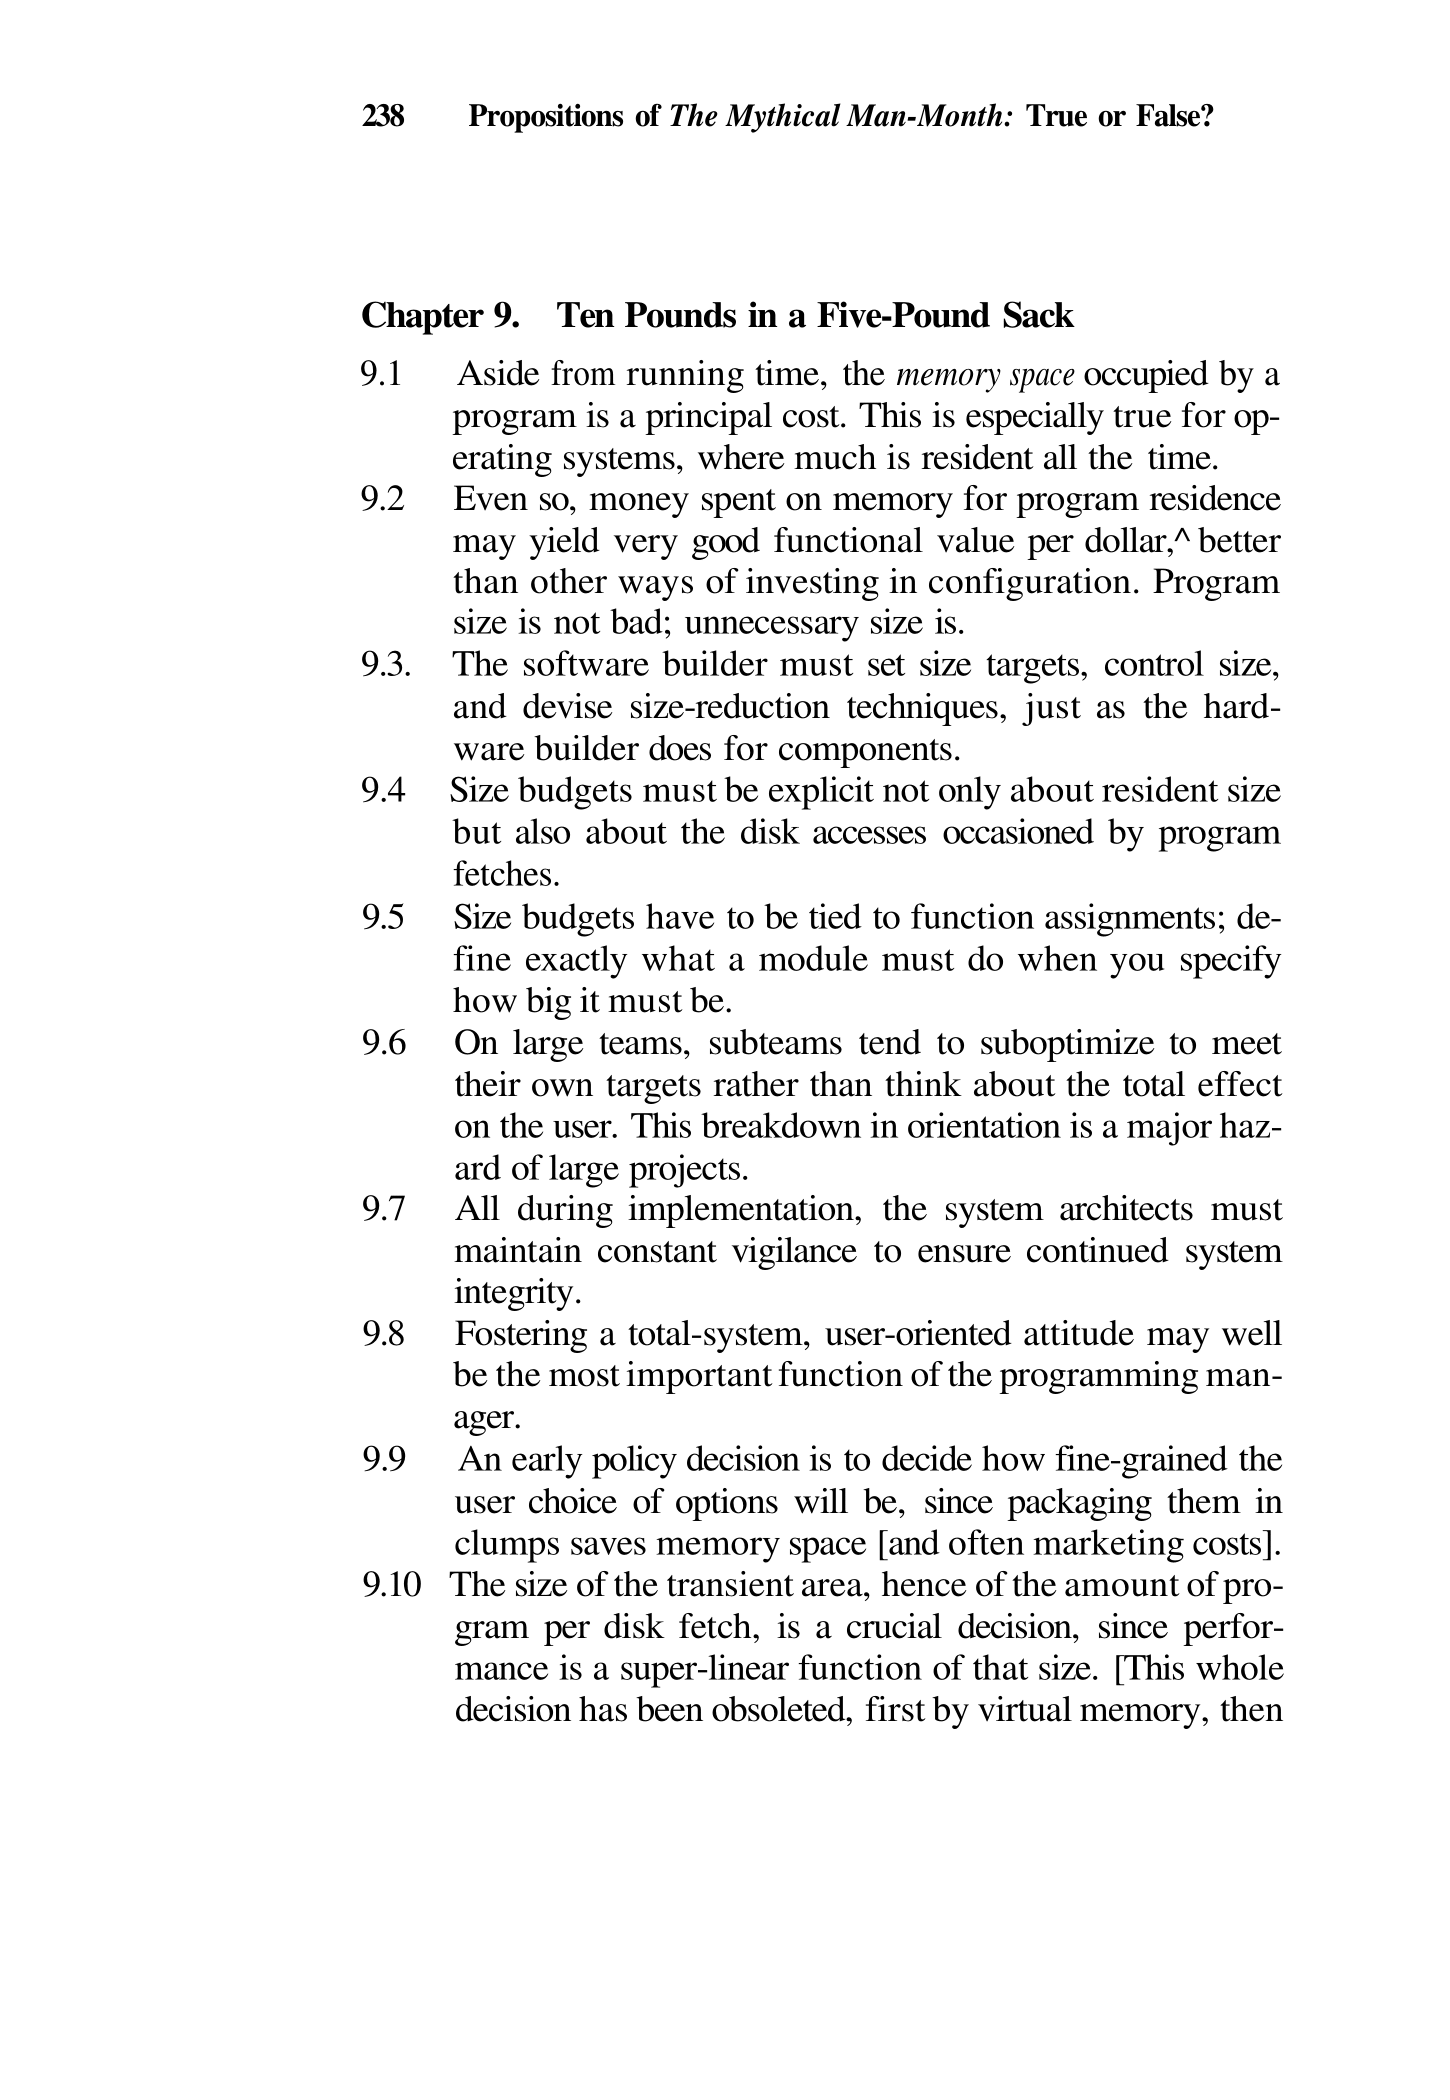 238 Propositions of The Mythical Man-Month: True or False?
Chapter 9. Ten Pounds in a Five-Pound Sack
9.1 Aside from running time, the memory space occupied by a
program is a principal cost. This is especially true for op-
erating systems, where much is resident all the time.
9.2 Even so, money spent on memory for program residence
may yield very good functional value per dollar,^ better
than other ways of investing in configuration. Program
size is not bad; unnecessary size is.
9.3. The software builder must set size targets, control size,
and devise size-reduction techniques, just as the hard-
ware builder does for components.
9.4 Size budgets must be explicit not only about resident size
but also about the disk accesses occasioned by program
fetches.
9.5 Size budgets have to be tied to function assignments; de-
fine exactly what a module must do when you specify
how big it must be.
9.6 On large teams, subteams tend to suboptimize to meet
their own targets rather than think about the total effect
on the user. This breakdown in orientation is a major haz-
ard of large projects.
9.7 All during implementation, the system architects must
maintain constant vigilance to ensure continued system
integrity.
9.8 Fostering a total-system, user-oriented attitude may well
be the most important function of the programming man-
ager.
9.9 An early policy decision is to decide how fine-grained the
user choice of options will be, since packaging them in
clumps saves memory space [and often marketing costs].
9.10 The size of the transient area, hence of the amount of pro-
gram per disk fetch, is a crucial decision, since perfor-
mance is a super-linear function of that size. [This whole
decision has been obsoleted, first by virtual memory, then